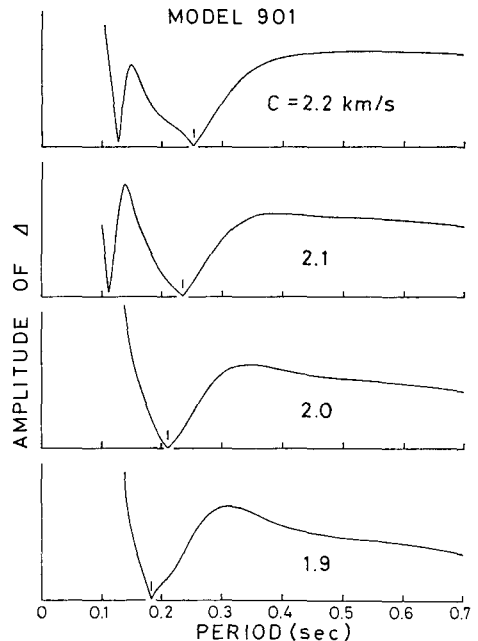 MODEL 901
C = 2.2 km/s
2.1
2.0
1.9
AMPLITUDE OF Δ
0 0.1 0.2 0.3 0.4 0.5 0.6 0.7
PERIOD (sec)